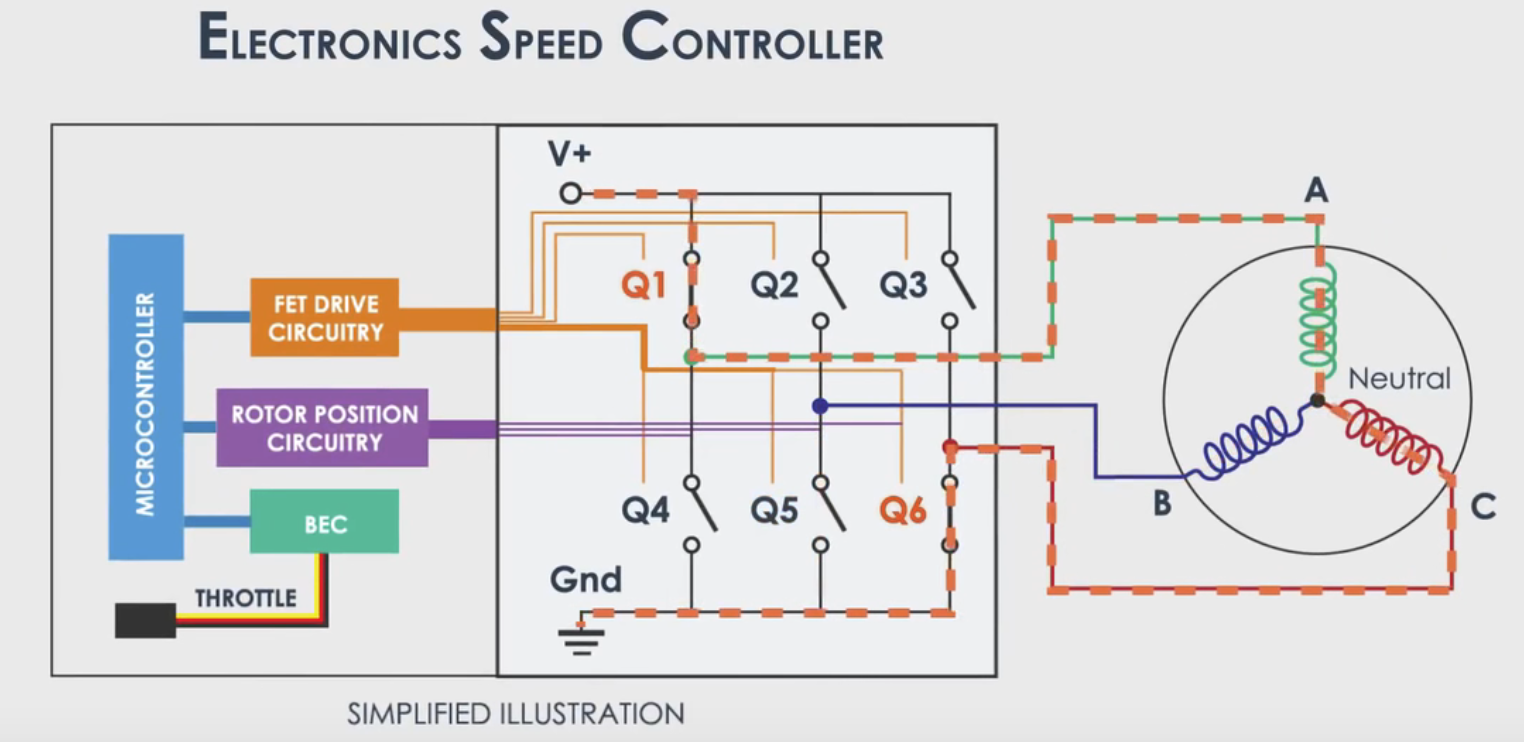 ELECTRONICS SPEED CONTROLLER
V+
A
Q1
Q2
Q3
MICROCONTROLLER
FET DRIVE
CIRCUITRY
Neutral
ROTOR POSITION
CIRCUITRY
B
C
Q4
Q5
Q6
BEC
Gnd
THROTTLE
SIMPLIFIED ILLUSTRATION